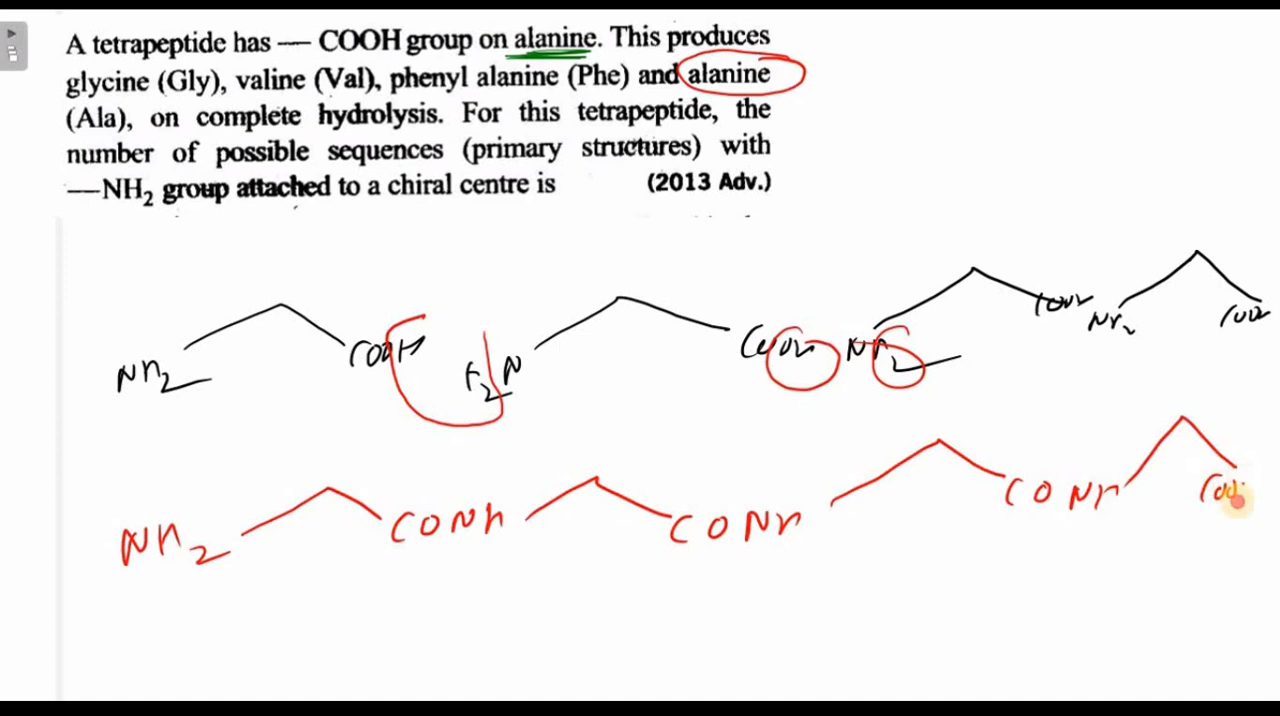 A tetrapeptide has — COOH group on alanine. This produces
glycine (Gly), valine (Val), phenyl alanine (Phe) and alanine
(Ala), on complete hydrolysis. For this tetrapeptide, the
number of possible sequences (primary structures) with
—NH₂ group attached to a chiral centre is (2013 Adv.)
NH₂ COOH H₂N COOH NH₂ COOH NH₂ COOH
NH₂ CONH CONH CONH COO